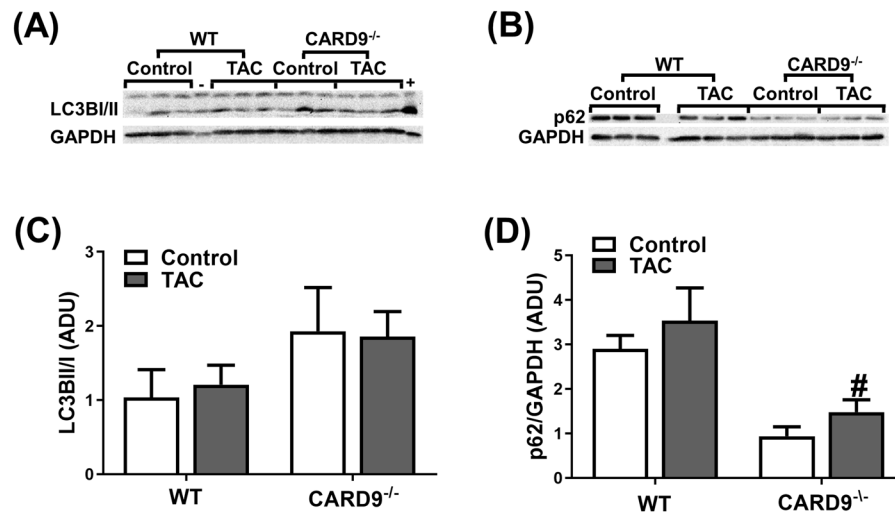 (A)
WT
CARD9-/-
Control
-
TAC
Control
TAC
+
LC3BI/II
GAPDH
(B)
WT
CARD9-/-
Control
TAC
Control
TAC
p62
GAPDH
(C)
Control
TAC
LC3BII/I (ADU)
3
2
1
0
WT
CARD9-/-
(D)
Control
TAC
p62/GAPDH (ADU)
5
4
3
2
1
0
#
WT
CARD9-\-